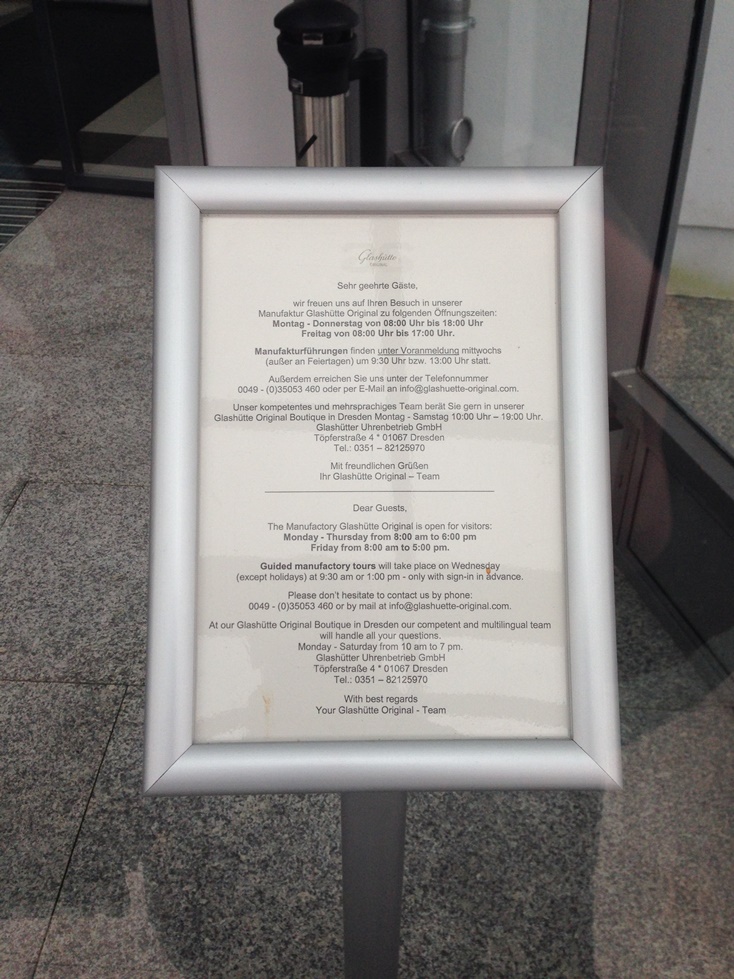 Glashütte
ORIGINAL
Sehr geehrte Gäste,
wir freuen uns auf Ihren Besuch in unserer
Manufaktur Glashütte Original zu folgenden Öffnungszeiten:
Montag - Donnerstag von 08:00 Uhr bis 18:00 Uhr
Freitag von 08:00 Uhr bis 17:00 Uhr.
Manufakturführungen finden unter Voranmeldung mittwochs
(außer an Feiertagen) um 9:30 Uhr bzw. 13:00 Uhr statt.
Außerdem erreichen Sie uns unter der Telefonnummer
0049 - (0)35053 460 oder per E-Mail an info@glashuette-original.com.
Unser kompetentes und mehrsprachiges Team berät Sie gern in unserer
Glashütte Original Boutique in Dresden Montag - Samstag 10:00 Uhr – 19:00 Uhr.
Glashütter Uhrenbetrieb GmbH
Töpferstraße 4 * 01067 Dresden
Tel.: 0351 – 82125970
Mit freundlichen Grüßen
Ihr Glashütte Original – Team
Dear Guests,
The Manufactory Glashütte Original is open for visitors:
Monday - Thursday from 8:00 am to 6:00 pm
Friday from 8:00 am to 5:00 pm.
Guided manufactory tours will take place on Wednesday
(except holidays) at 9:30 am or 1:00 pm - only with sign-in in advance.
Please don't hesitate to contact us by phone:
0049 - (0)35053 460 or by mail at info@glashuette-original.com.
At our Glashütte Original Boutique in Dresden our competent and multilingual team
will handle all your questions.
Monday - Saturday from 10 am to 7 pm.
Glashütter Uhrenbetrieb GmbH
Töpferstraße 4 * 01067 Dresden
Tel.: 0351 – 82125970
With best regards
Your Glashütte Original - Team